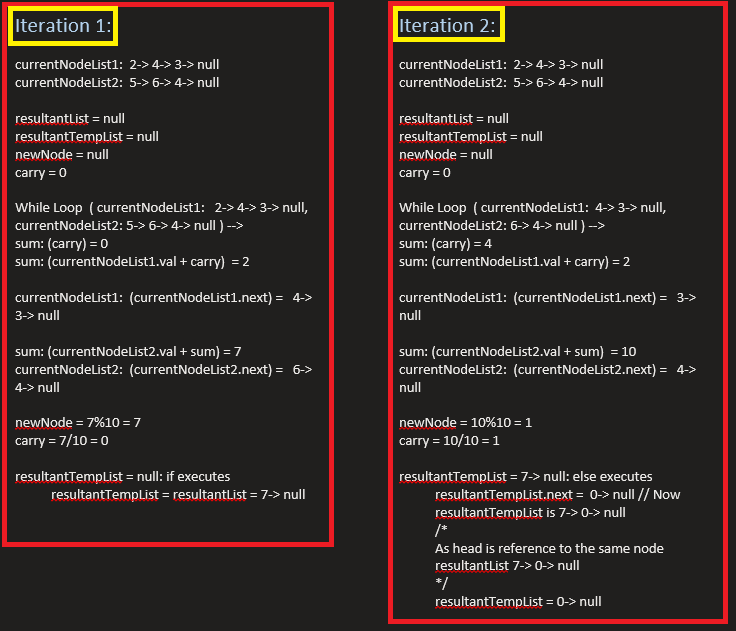 Iteration 1:
currentNodeList1:  2-> 4-> 3-> null
currentNodeList2:  5-> 6-> 4-> null
resultantList = null
resultantTempList = null
newNode = null
carry = 0
While Loop  ( currentNodeList1:   2-> 4-> 3-> null,
currentNodeList2: 5-> 6-> 4-> null ) -->
sum: (carry) = 0
sum: (currentNodeList1.val + carry)  = 2
currentNodeList1:  (currentNodeList1.next) =   4->
3-> null
sum: (currentNodeList2.val + sum) = 7
currentNodeList2:  (currentNodeList2.next) =   6->
4-> null
newNode = 7%10 = 7
carry = 7/10 = 0
resultantTempList = null: if executes
resultantTempList = resultantList = 7-> null
Iteration 2:
currentNodeList1:  2-> 4-> 3-> null
currentNodeList2:  5-> 6-> 4-> null
resultantList = null
resultantTempList = null
newNode = null
carry = 0
While Loop  ( currentNodeList1:  4-> 3-> null,
currentNodeList2: 6-> 4-> null ) -->
sum: (carry) = 4
sum: (currentNodeList1.val + carry) = 2
currentNodeList1:  (currentNodeList1.next) =   3->
null
sum: (currentNodeList2.val + sum)  = 10
currentNodeList2:  (currentNodeList2.next) =   4->
null
newNode = 10%10 = 1
carry = 10/10 = 1
resultantTempList = 7-> null: else executes
resultantTempList.next =  0-> null // Now
resultantTempList is 7-> 0-> null
/*
As head is reference to the same node
resultantList 7-> 0-> null
*/
resultantTempList = 0-> null